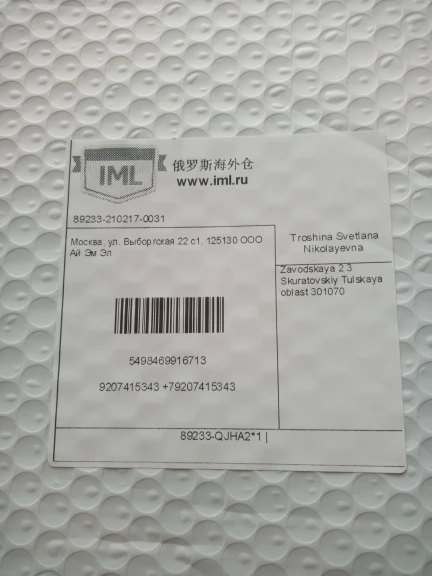 IML
俄罗斯海外仓
www.iml.ru
89233-210217-0031
Москва, ул. Выборгская 22 с1, 125130 ООО
Ай Эм Эл
Troshina Svetlana
Nikolayevna
Zavodskaya 2 3
Skuratovskiy Tulskaya
oblast 301070
5498469916713
9207415343 +79207415343
89233-QJHA2*1 |